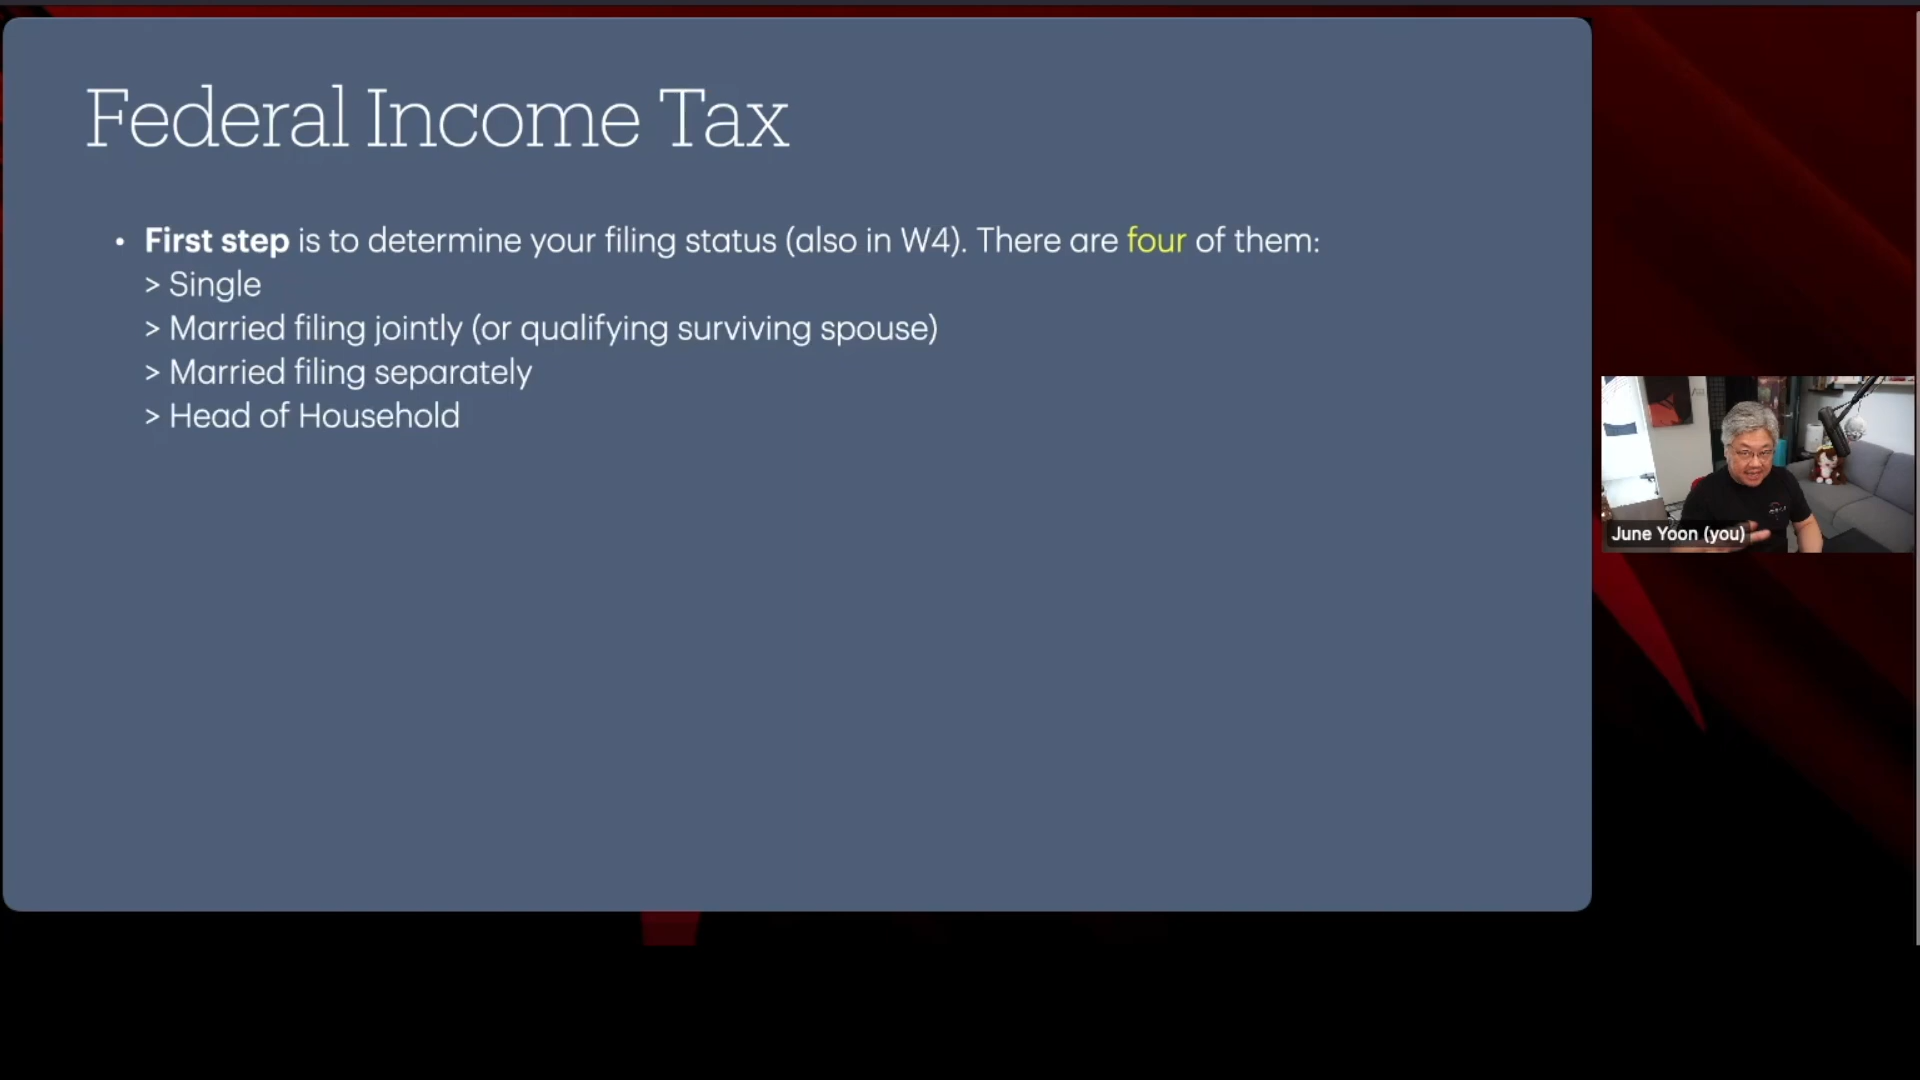 Federal Income Tax
• First step is to determine your filing status (also in W4). There are four of them:
> Single
> Married filing jointly (or qualifying surviving spouse)
> Married filing separately
> Head of Household
June Yoon (you)